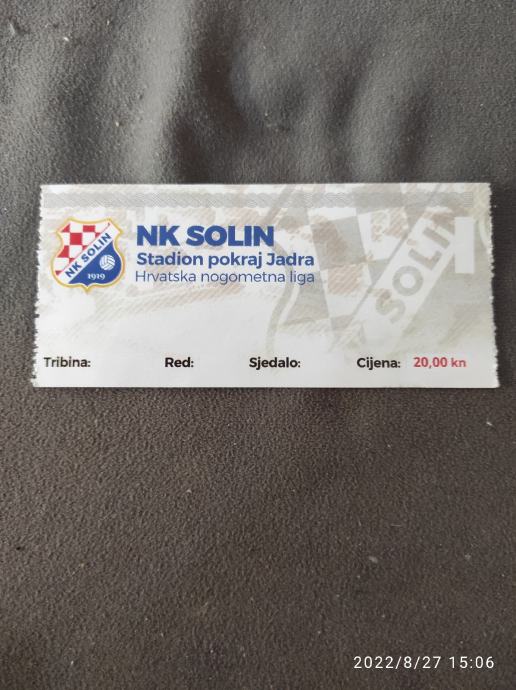 NK SOLIN
1919
NK SOLIN
Stadion pokraj Jadra
Hrvatska nogometna liga
SOLIN
Tribina: Red: Sjedalo: Cijena: 20,00 kn
2022/8/27 15:06